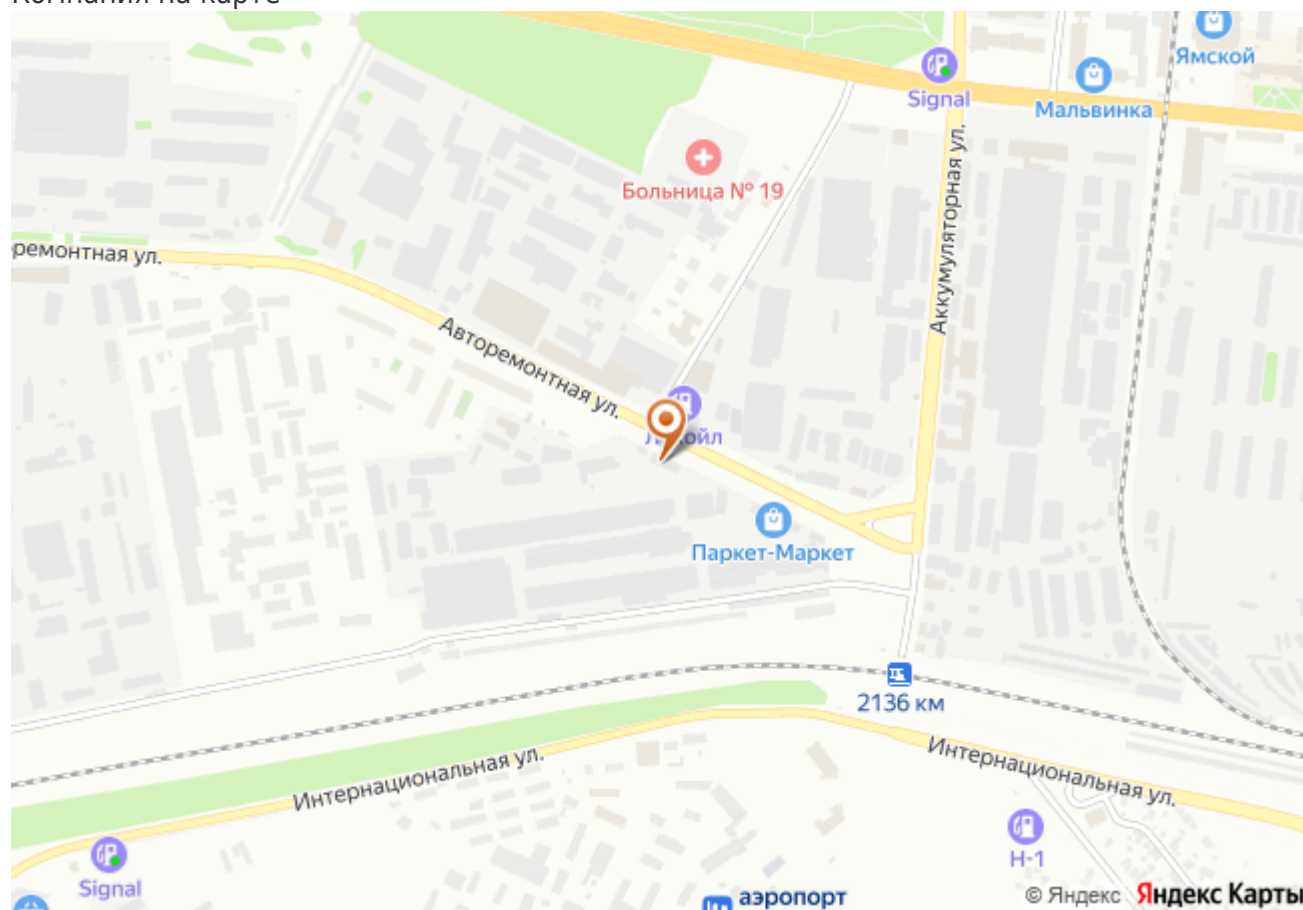 Компания на карте
Ямской
Signal
Мальвинка
Аккумуляторная ул.
Больница № 19
ремонтная ул.
Авторемонтная ул.
Паркет-Маркет
2136 км
Интернациональная ул.
Интернациональная ул.
Н-1
Signal
аэропорт
© Яндекс Яндекс Карты